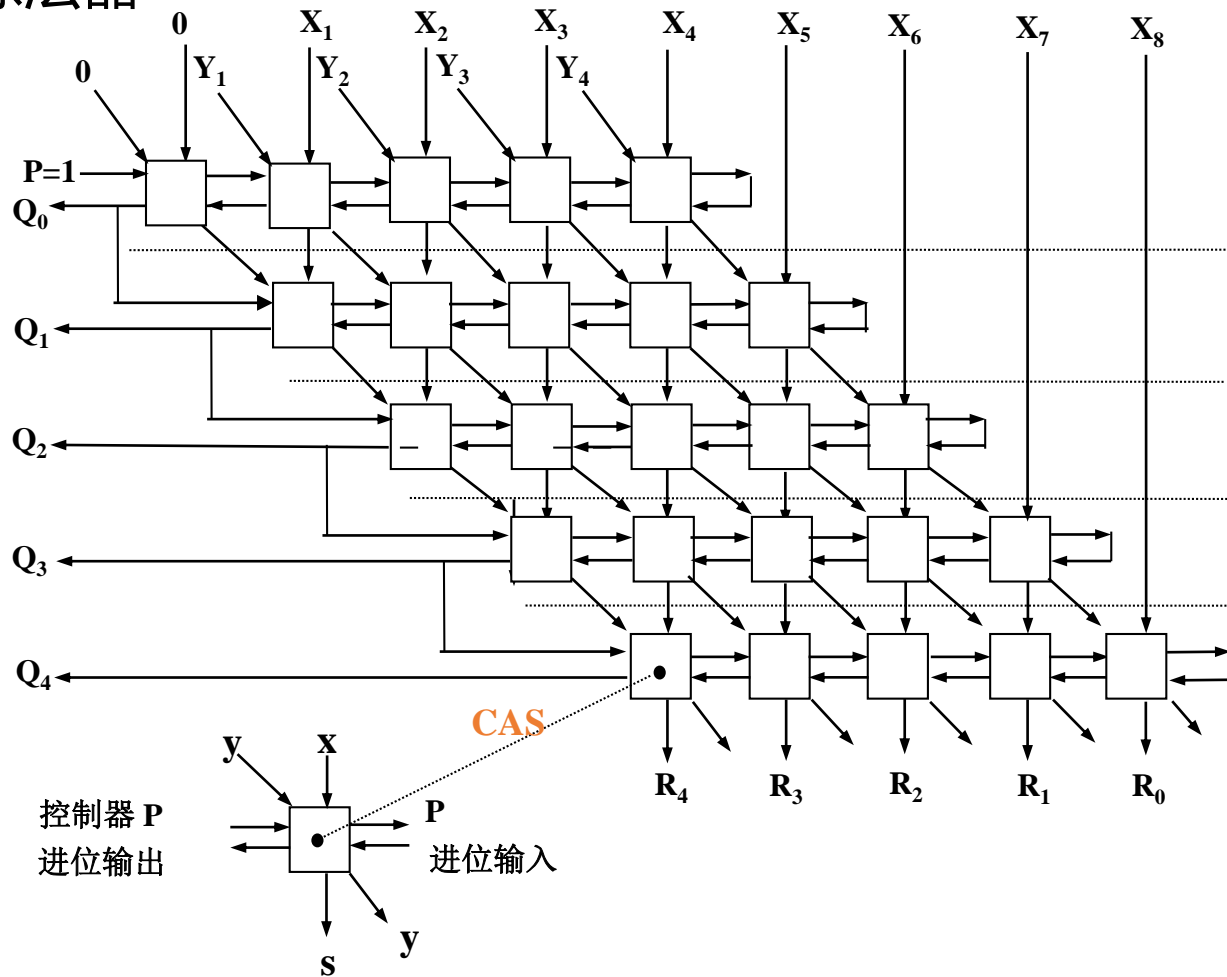 0 X₁ X₂ X₃ X₄ X₅ X₆ X₇ X₈
0 Y₁ Y₂ Y₃ Y₄
P=1
Q₀
Q₁
Q₂
Q₃
Q₄
CAS
R₄ R₃ R₂ R₁ R₀
y x
控制器 P P
进位输出 进位输入
s y